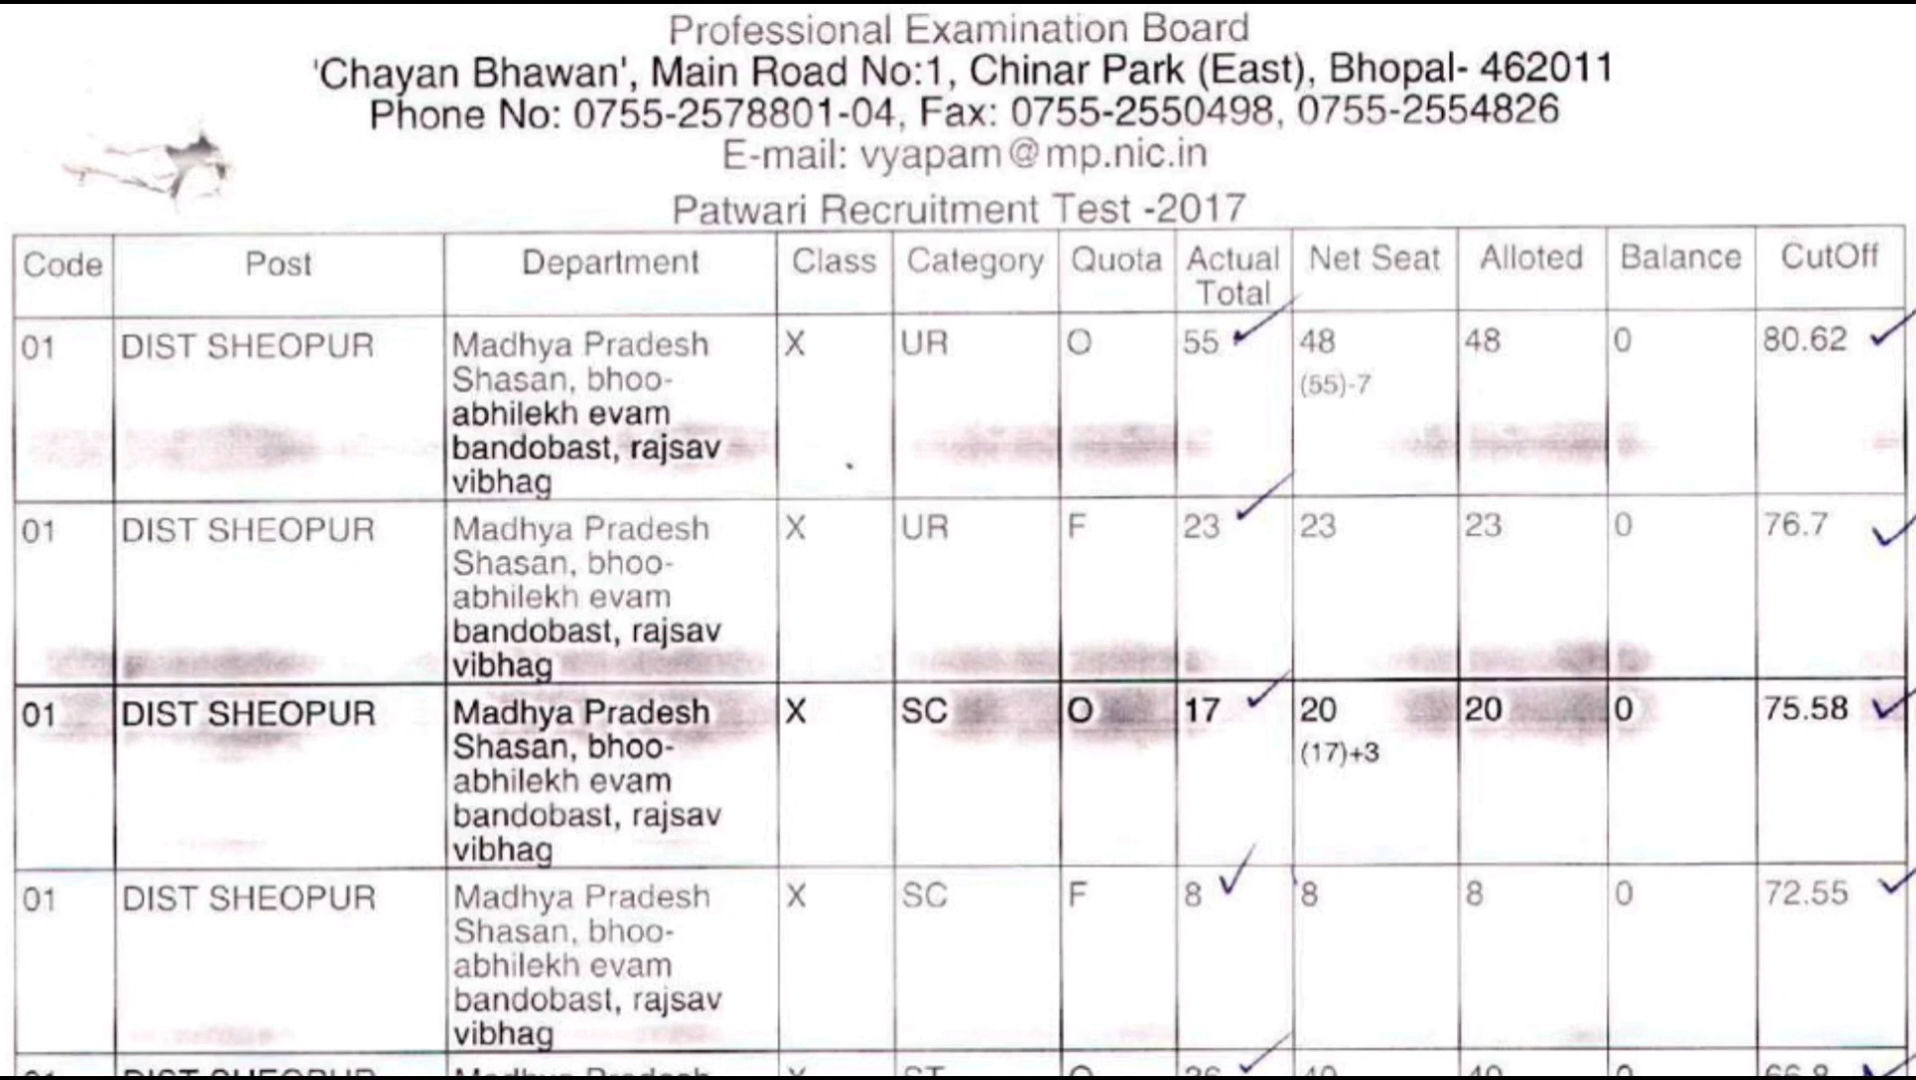 Professional Examination Board
'Chayan Bhawan', Main Road No:1, Chinar Park (East), Bhopal- 462011
Phone No: 0755-2578801-04, Fax: 0755-2550498, 0755-2554826
E-mail: vyapam@mp.nic.in
Patwari Recruitment Test -2017
Code Post Department Class Category Quota Actual Net Seat Alloted Balance CutOff
Total
01 DIST SHEOPUR Madhya Pradesh X UR O 55 48 48 0 80.62
Shasan, bhoo- (55)-7
abhilekh evam
bandobast, rajsav
vibhag
01 DIST SHEOPUR Madhya Pradesh X UR F 23 23 23 0 76.7
Shasan, bhoo-
abhilekh evam
bandobast, rajsav
vibhag
01 DIST SHEOPUR Madhya Pradesh X SC O 17 20 20 0 75.58
Shasan, bhoo- (17)+3
abhilekh evam
bandobast, rajsav
vibhag
01 DIST SHEOPUR Madhya Pradesh X SC F 8 8 8 0 72.55
Shasan, bhoo-
abhilekh evam
bandobast, rajsav
vibhag
01 DIST SHEOPUR Madhya Pradesh X ST O